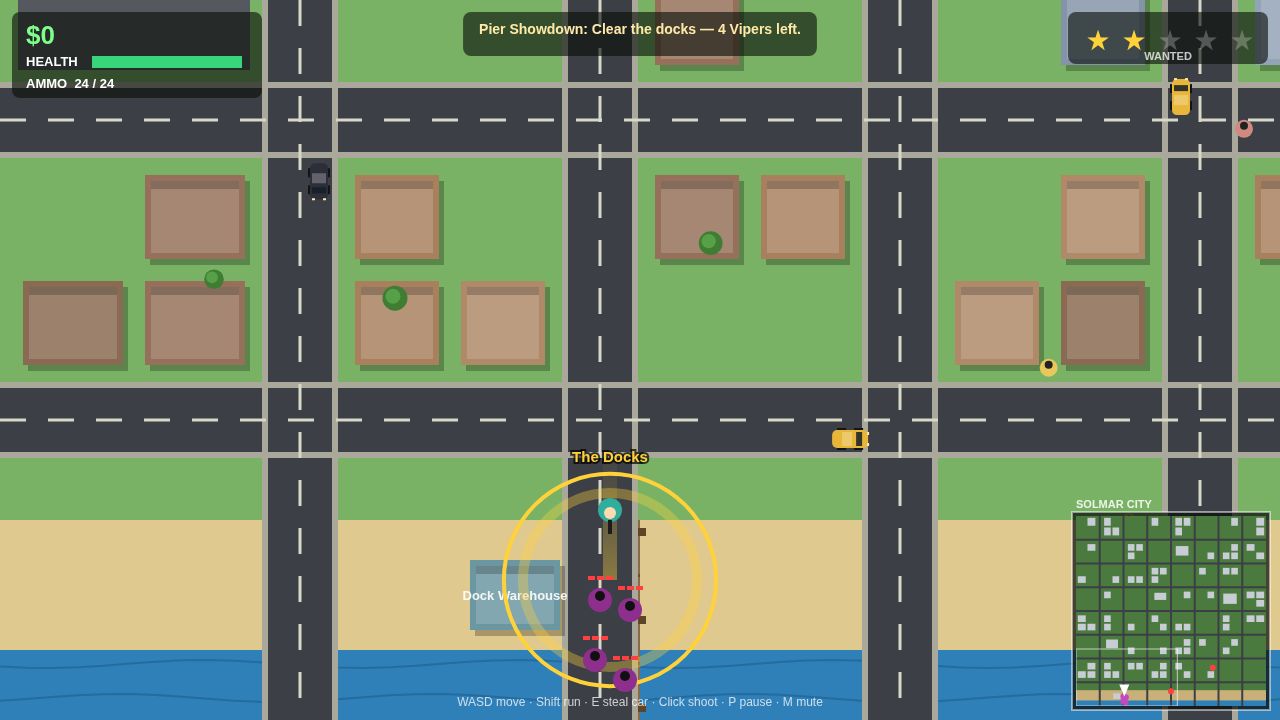 $0
HEALTH
AMMO 24 / 24
Pier Showdown: Clear the docks — 4 Vipers left.
WANTED
The Docks
Dock Warehouse
SOLMAR CITY
WASD move · Shift run · E steal car · Click shoot · P pause · M mute